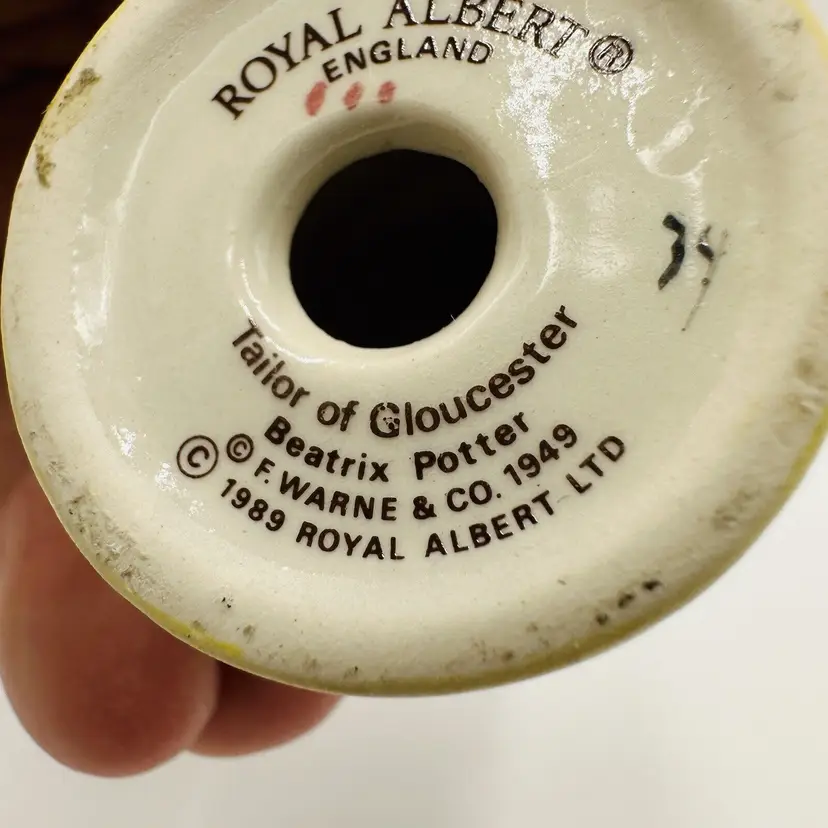 ROYAL ALBERT ®
ENGLAND
Tailor of Gloucester
Beatrix Potter
© F. WARNE & CO. 1949
© 1989 ROYAL ALBERT LTD